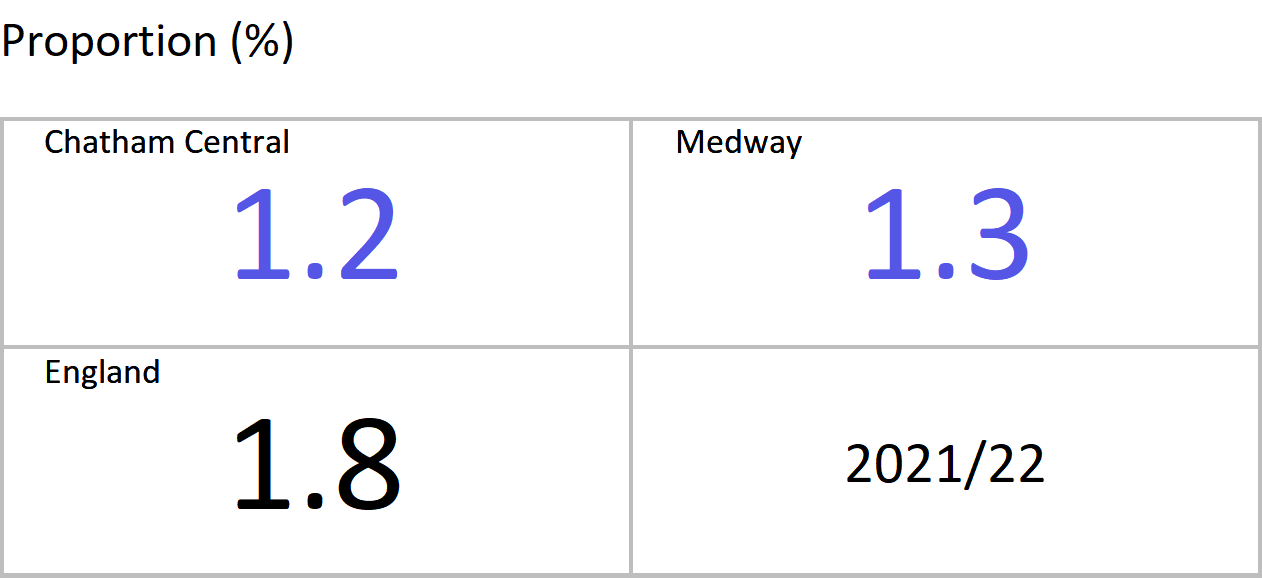 Proportion (%)
Chatham Central
1.2
Medway
1.3
England
1.8
2021/22